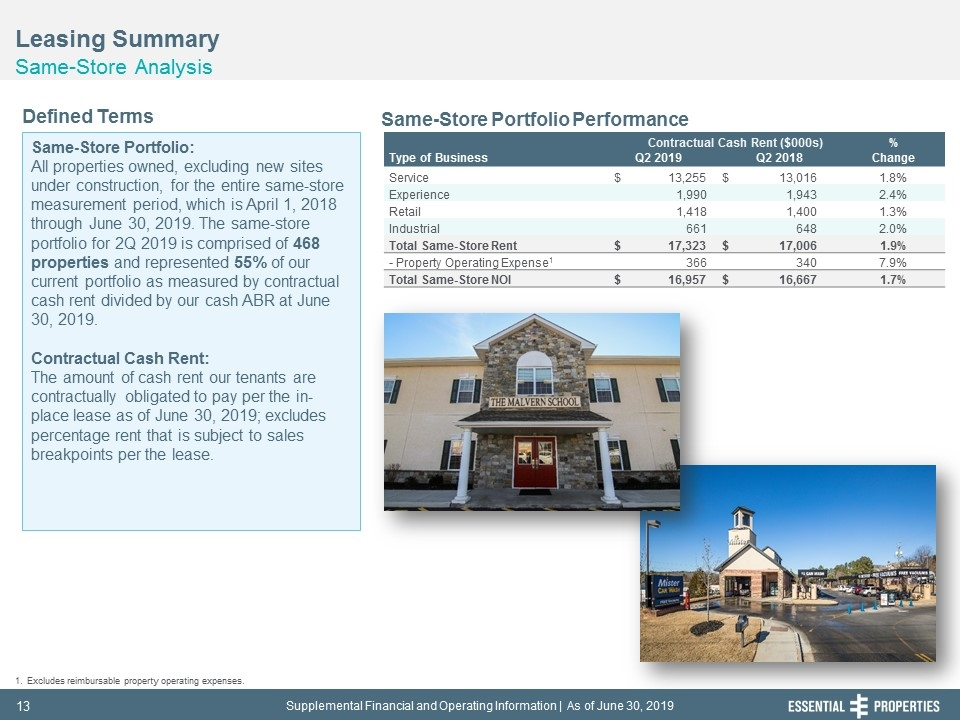 Leasing Summary
Same-Store Analysis
Defined Terms
Same-Store Portfolio:
All properties owned, excluding new sites
under construction, for the entire same-store
measurement period, which is April 1, 2018
through June 30, 2019. The same-store
portfolio for 2Q 2019 is comprised of 468
properties and represented 55% of our
current portfolio as measured by contractual
cash rent divided by our cash ABR at June
30, 2019.
Contractual Cash Rent:
The amount of cash rent our tenants are
contractually obligated to pay per the in-
place lease as of June 30, 2019; excludes
percentage rent that is subject to sales
breakpoints per the lease.
Same-Store Portfolio Performance
Contractual Cash Rent ($000s) %
Type of Business Q2 2019 Q2 2018 Change
Service $ 13,255 $ 13,016 1.8%
Experience 1,990 1,943 2.4%
Retail 1,418 1,400 1.3%
Industrial 661 648 2.0%
Total Same-Store Rent $ 17,323 $ 17,006 1.9%
- Property Operating Expense1 366 340 7.9%
Total Same-Store NOI $ 16,957 $ 16,667 1.7%
THE MALVERN SCHOOL
Mister
Car Wash
FREE VACUUMS
1. Excludes reimbursable property operating expenses.
13 Supplemental Financial and Operating Information | As of June 30, 2019 ESSENTIAL PROPERTIES